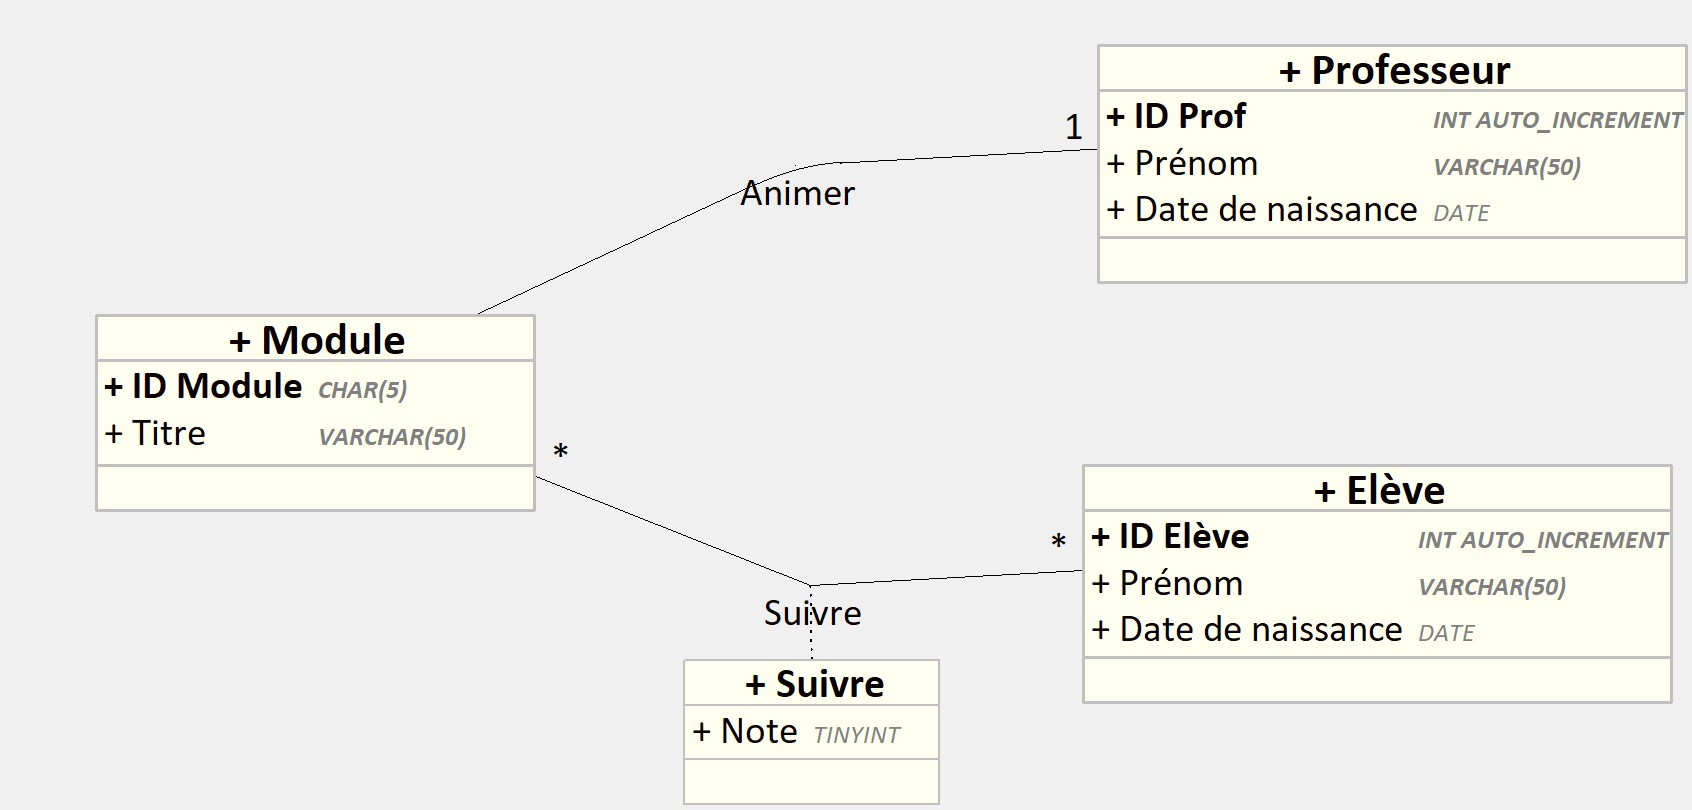 + Professeur
+ ID Prof INT AUTO_INCREMENT
+ Prénom VARCHAR(50)
+ Date de naissance DATE
1
Animer
+ Module
+ ID Module CHAR(5)
+ Titre VARCHAR(50)
*
*
+ Elève
+ ID Elève INT AUTO_INCREMENT
+ Prénom VARCHAR(50)
+ Date de naissance DATE
Suivre
+ Suivre
+ Note TINYINT